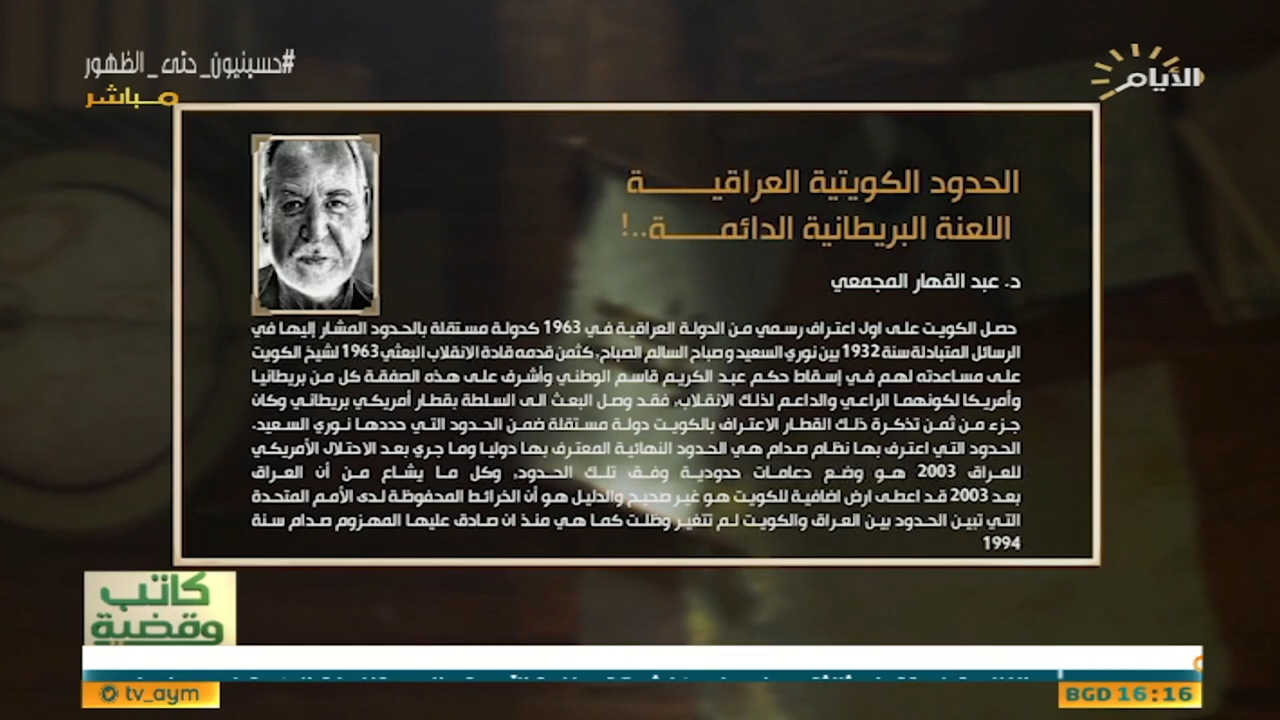 #حسينيون_حتى_الظهور
الأيام
مباشر
الحدود الكويتية العراقيـــــــة
اللعنة البريطانية الدائمـــــــة..!
د. عبد القهار المجمعي
حصل الكويت على اول اعتراف رسمي من الدولة العراقية في 1963 كدولة مستقلة بالحدود المشار إليها في
الرسائل المتبادلة سنة 1932 بين نوري السعيد وصباح السالم الصباح، كثمن قدمه قادة الانقلاب البعثي 1963 لشيخ الكويت
على مساعدته لهم في إسقاط حكم عبد الكريم قاسم الوطني وأشرف على هذه الصفقة كل من بريطانيا
وأمريكا لكونهما الراعي والداعم لذلك الانقلاب، فقد وصل البعث الى السلطة بقطار أمريكي بريطاني وكان
جزء من ثمن تذكرة ذلك القطار الاعتراف بالكويت دولة مستقلة ضمن الحدود التي حددها نوري السعيد.
الحدود التي اعترف بها نظام صدام هي الحدود النهائية المعترف بها دوليا وما جرى بعد الاحتلال الأمريكي
للعراق 2003 هو وضع دعامات حدودية وفق تلك الحدود، وكل ما يشاع من أن العراق
بعد 2003 قد اعطى ارض اضافية للكويت هو غير صحيح والدليل هو أن الخرائط المحفوظة لدى الأمم المتحدة
التي تبين الحدود بين العراق والكويت لم تتغير وظلت كما هي منذ ان صادق عليها المهزوم صدام سنة
1994
كاتب
وقضية
tv_aym
BGD 16:16